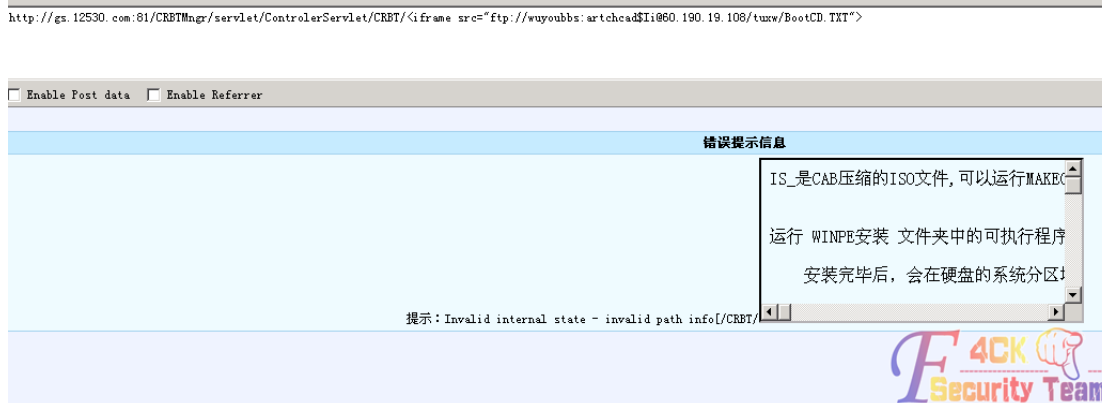 http://gs.12530.com:81/CRBTMngr/servlet/ControlerServlet/CRBT/<iframe src="ftp://wuyoubbs:artchcad$Ii@60.190.19.108/tuxw/BootCD.TXT">
Enable Post data Enable Referrer
错误提示信息
IS_是CAB压缩的ISO文件,可以运行MAKEC
运行 WINPE安装 文件夹中的可执行程序
安装完毕后，会在硬盘的系统分区
提示：Invalid internal state - invalid path info[/CRBT/
F4CK
Security Team